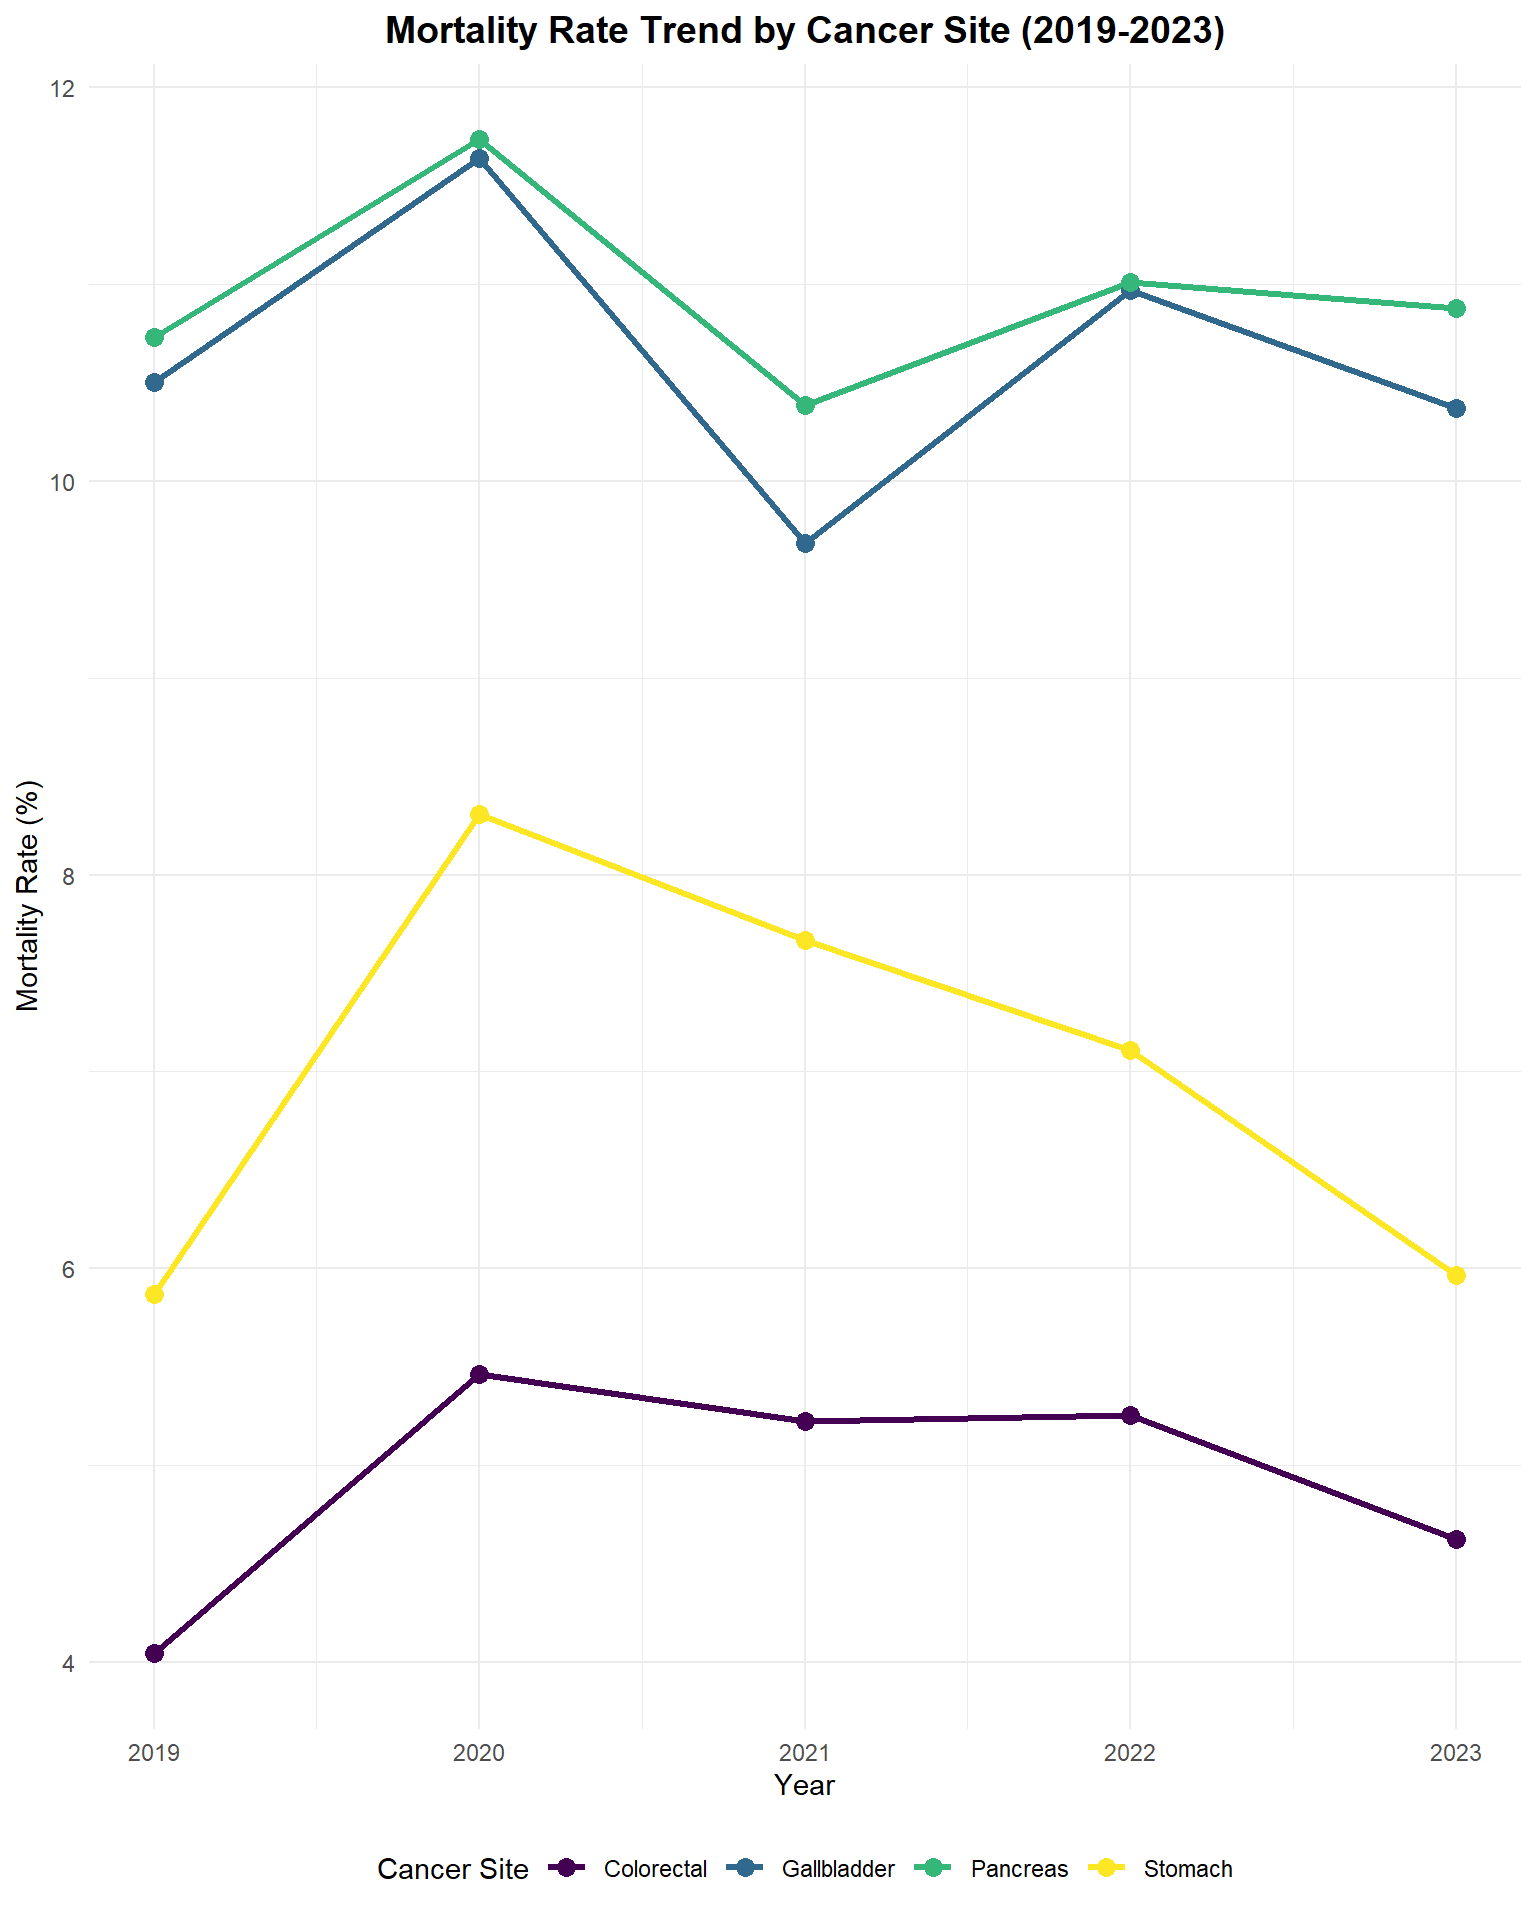 Mortality Rate Trend by Cancer Site (2019-2023)
12
10
8
6
4
Mortality Rate (%)
2019 2020 2021 2022 2023
Year
Cancer Site Colorectal Gallbladder Pancreas Stomach